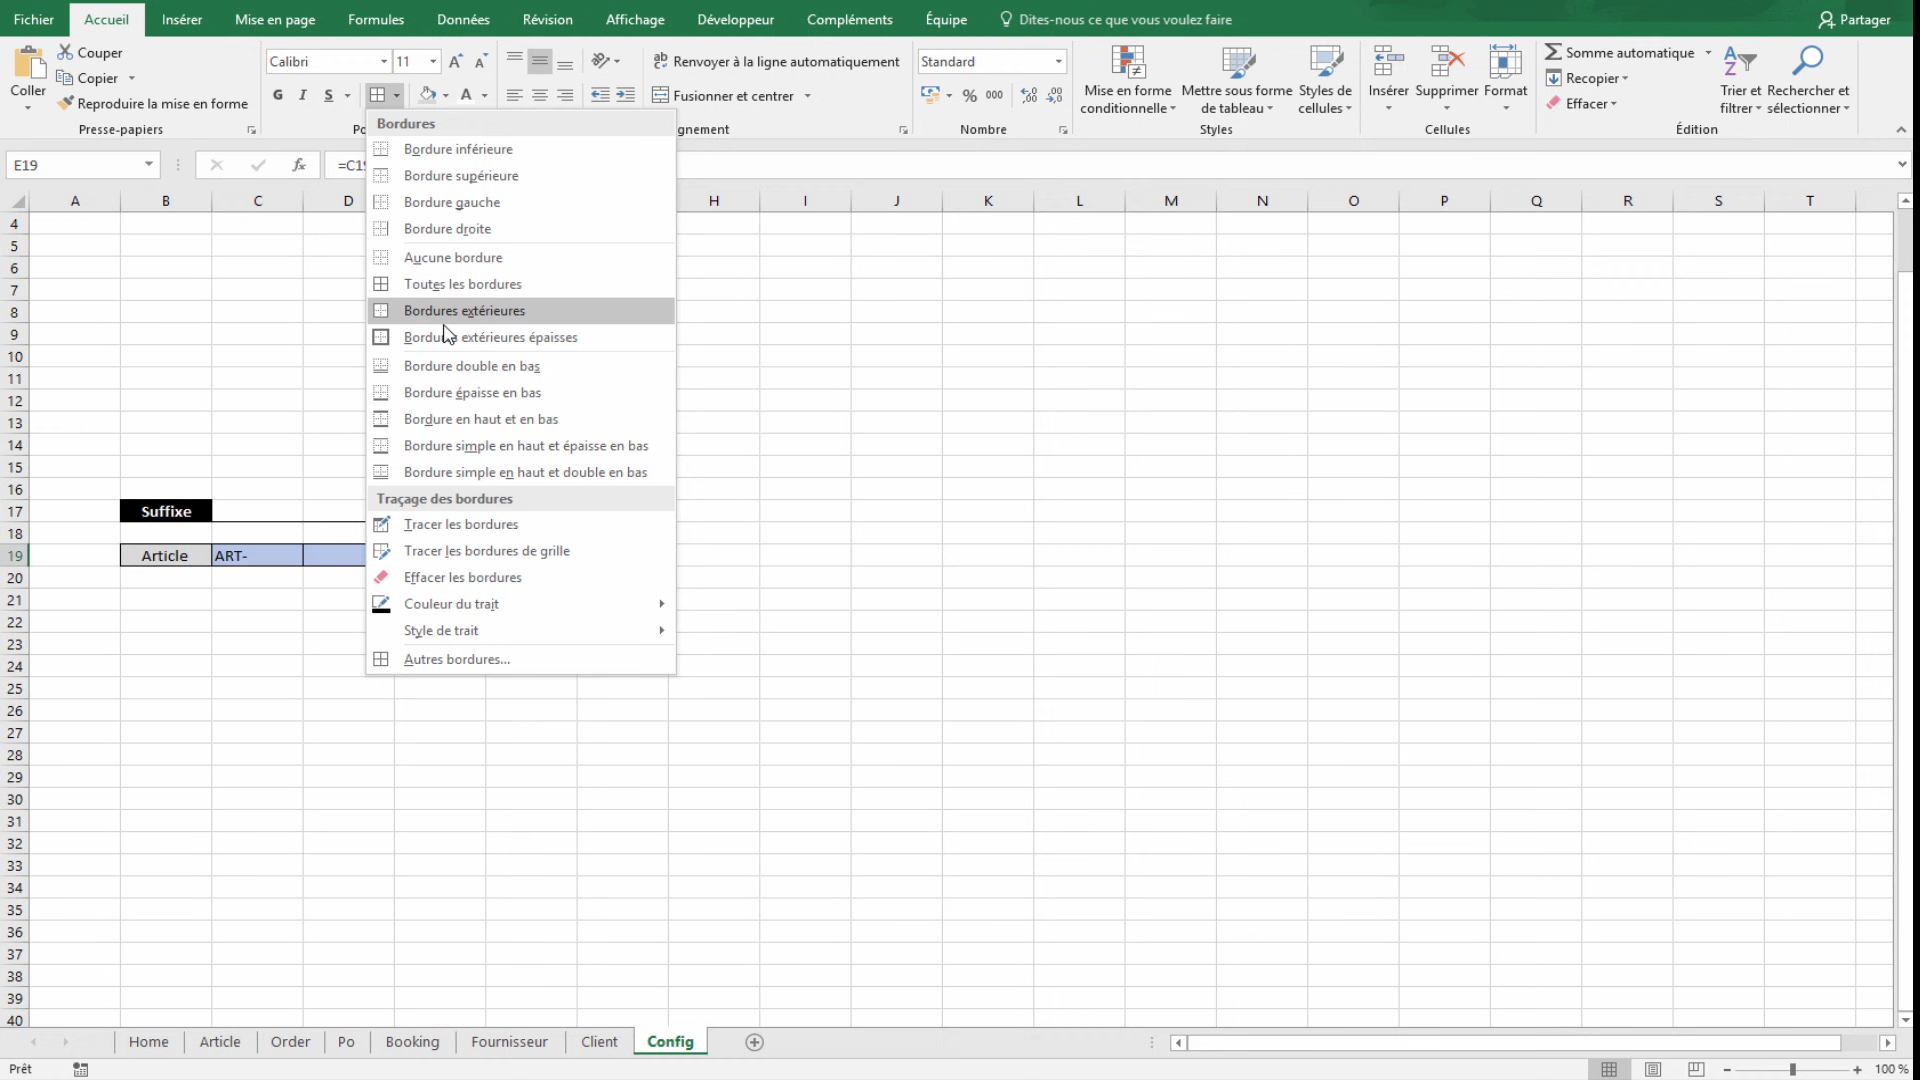 Fichier Accueil Insérer Mise en page Formules Données Révision Affichage Développeur Compléments Équipe Dites-nous ce que vous voulez faire Partager
Coller
Couper
Copier
Reproduire la mise en forme
Presse-papiers
Calibri 11
G I S
Po
Renvoyer à la ligne automatiquement
Fusionner et centrer
gnement
Standard
% 000
Nombre
Mise en forme
conditionnelle
Mettre sous forme
de tableau
Styles de
cellules
Styles
Insérer Supprimer Format
Cellules
Somme automatique
Recopier
Effacer
Trier et
filtrer
Rechercher et
sélectionner
Édition
E19
fx
=C1
Bordures
Bordure inférieure
Bordure supérieure
Bordure gauche
Bordure droite
Aucune bordure
Toutes les bordures
Bordures extérieures
extérieures épaisses
Bordure double en bas
Bordure épaisse en bas
Bordure en haut et en bas
Bordure simple en haut et épaisse en bas
Bordure simple en haut et double en bas
Traçage des bordures
Tracer les bordures
Tracer les bordures de grille
Effacer les bordures
Couleur du trait
Style de trait
Autres bordures...
A B C D H I J K L M N O P Q R S T
4
5
6
7
8
9
10
11
12
13
14
15
16
17 Suffixe
18
19 Article ART-
20
21
22
23
24
25
26
27
28
29
30
31
32
33
34
35
36
37
38
39
40
Home Article Order Po Booking Fournisseur Client Config
Prêt
100 %